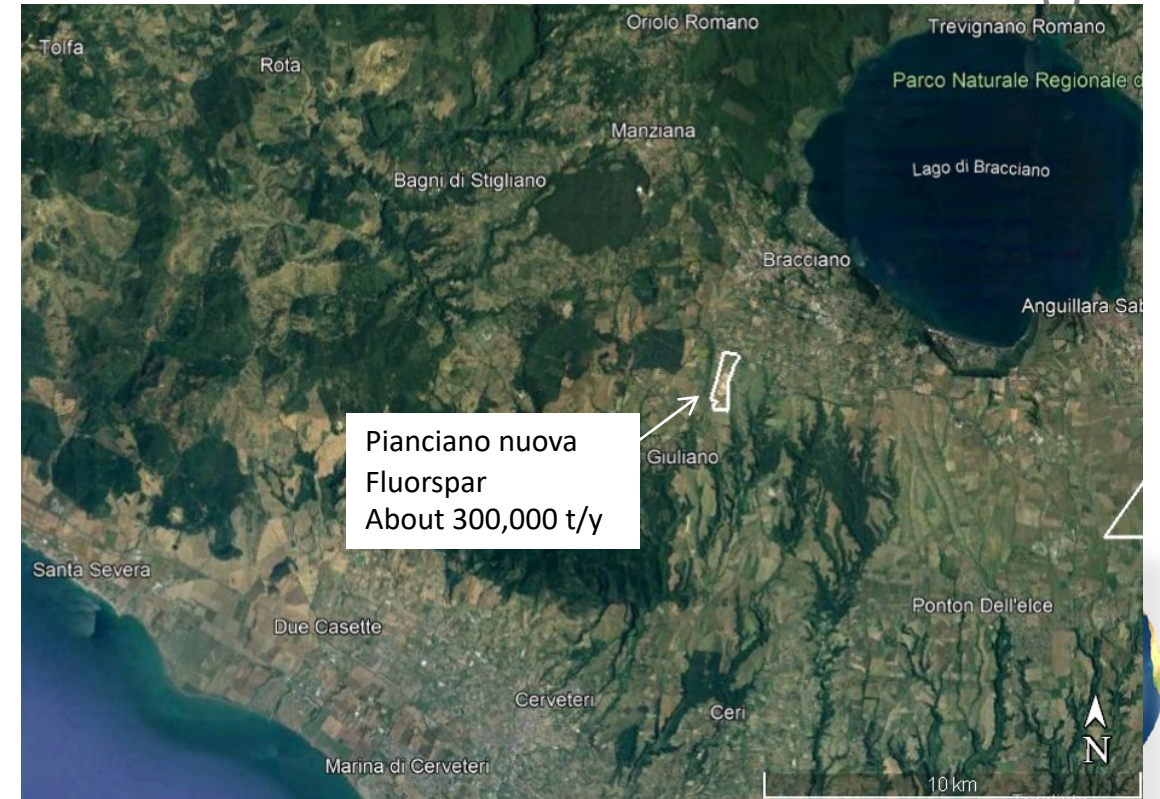 Oriolo Romano
Trevignano Romano
Tolfa
Rota
Parco Naturale Regionale d
Manziana
Lago di Bracciano
Bagni di Stigliano
Bracciano
Anguillara Sab
Pianciano nuova
Fluorspar
About 300,000 t/y
Giuliano
Santa Severa
Ponton Dell'elce
Due Casette
Cerveteri
Ceri
Marina di Cerveteri
N
10 km